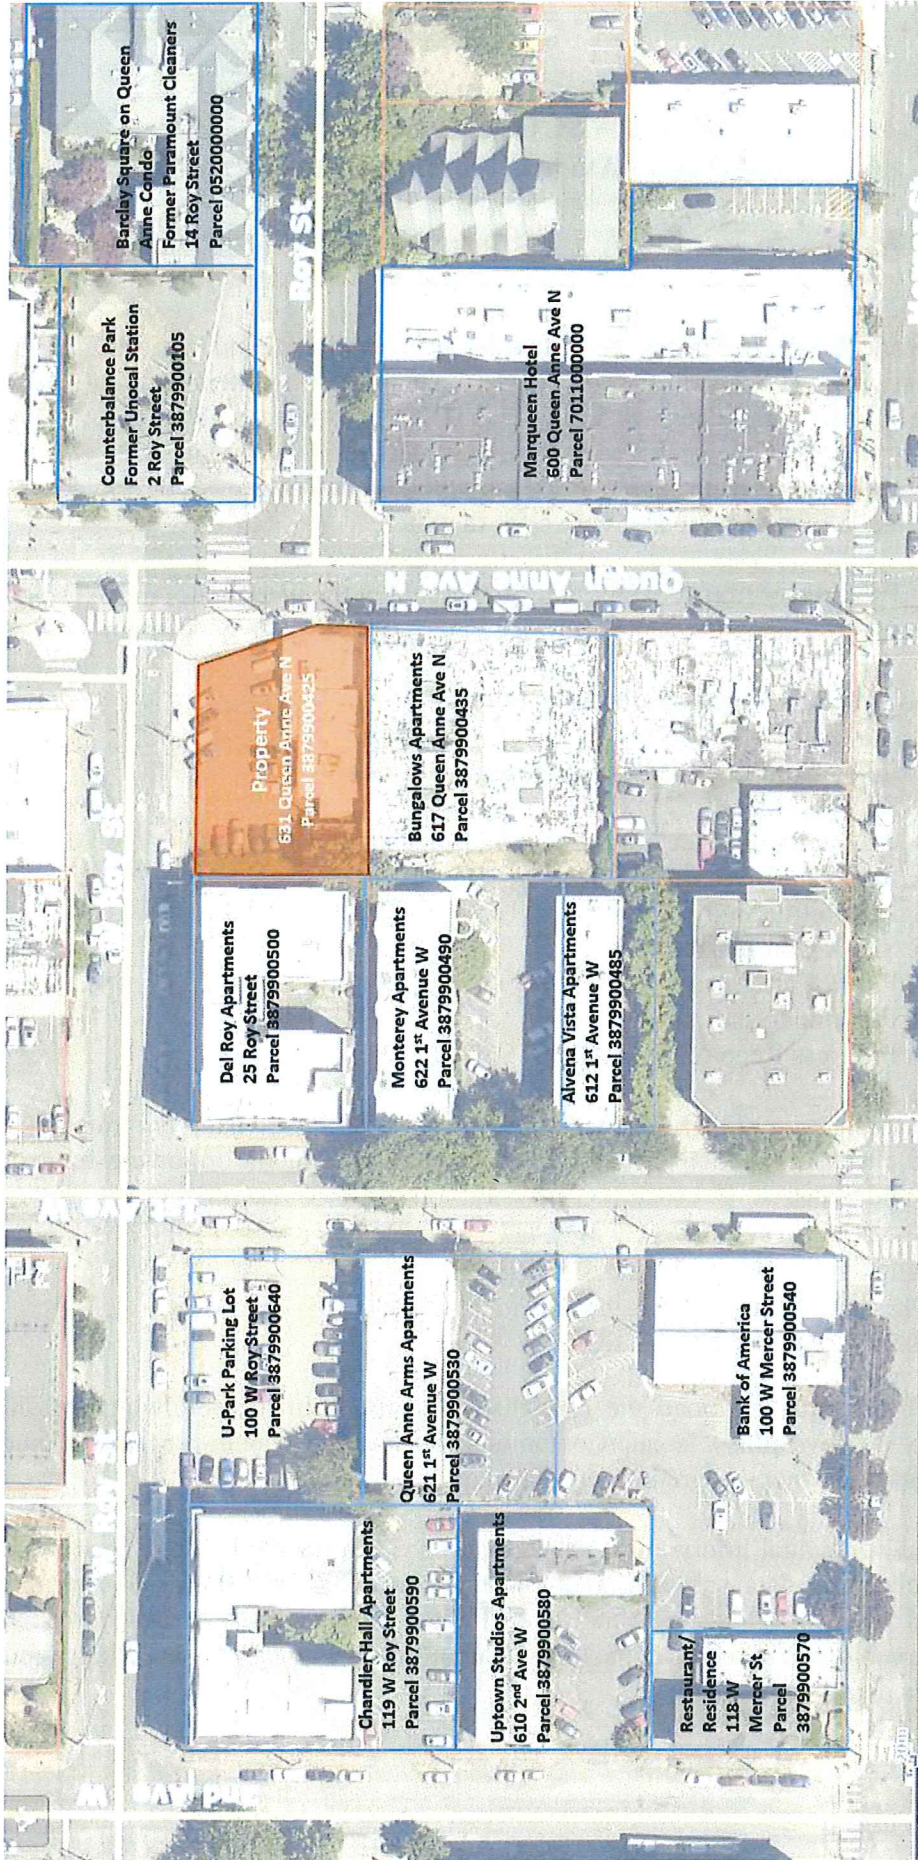 Chandler Hall Apartments
119 W Roy Street
Parcel 3879900590
U-Park Parking Lot
100 W Roy Street
Parcel 3879900640
Queen Anne Arms Apartments
621 1st Avenue W
Parcel 3879900530
Uptown Studios Apartments
610 2nd Ave W
Parcel 3879900580
Restaurant/
Residence
118 W
Mercer St
Parcel
3879900570
Bank of America
100 W Mercer Street
Parcel 3879900540
2nd Ave W
1st Ave W
Del Roy Apartments
25 Roy Street
Parcel 3879900500
Monterey Apartments
622 1st Avenue W
Parcel 3879900490
Alvena Vista Apartments
612 1st Avenue W
Parcel 3879900485
Property
631 Queen Anne Ave N
Parcel 3879900425
Bungalows Apartments
617 Queen Anne Ave N
Parcel 3879900435
Queen Anne Ave N
Counterbalance Park
Former Unocal Station
2 Roy Street
Parcel 3879900105
Barclay Square on Queen
Anne Condo
Former Paramount Cleaners
14 Roy Street
Parcel 0520000000
Roy St
Marqueen Hotel
600 Queen Anne Ave N
Parcel 7011000000